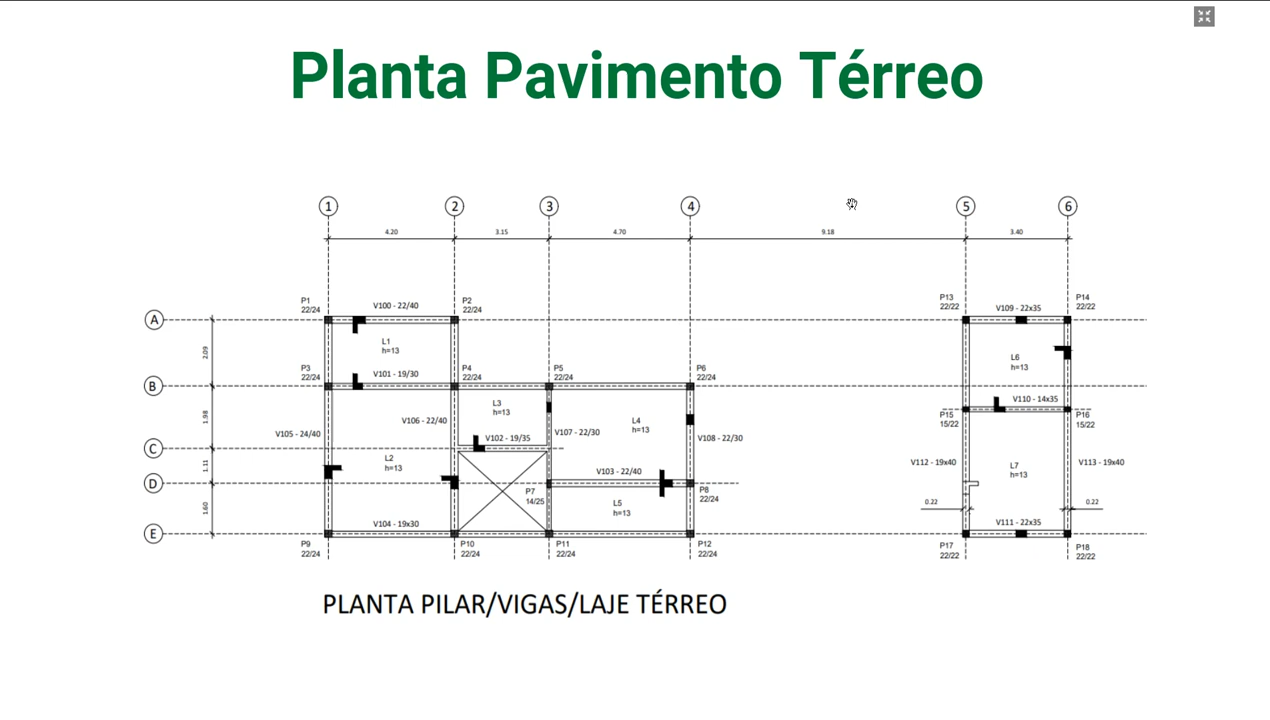 Planta Pavimento Térreo
1 2 3 4 5 6
4.20 3.15 4.70 9.18 3.40
P1
22/24
V100 - 22/40
P2
22/24
P13
22/22
V109 - 22x35
P14
22/22
A
2.09
L1
h=13
L6
h=13
P3
22/24
V101 - 19/30
P4
22/24
P5
22/24
P6
22/24
B
1.98
V105 - 24/40
V106 - 22/40
L3
h=13
V102 - 19/35
V107 - 22/30
L4
h=13
V108 - 22/30
V110 - 14x35
P15
15/22
P16
15/22
C
1.11
L2
h=13
V103 - 22/40
V112 - 19x40
L7
h=13
V113 - 19x40
D
1.60
P7
14/25
L5
h=13
P8
22/24
0.22
0.22
V104 - 19x30
V111 - 22x35
E
P9
22/24
P10
22/24
P11
22/24
P12
22/24
P17
22/22
P18
22/22
PLANTA PILAR/VIGAS/LAJE TÉRREO